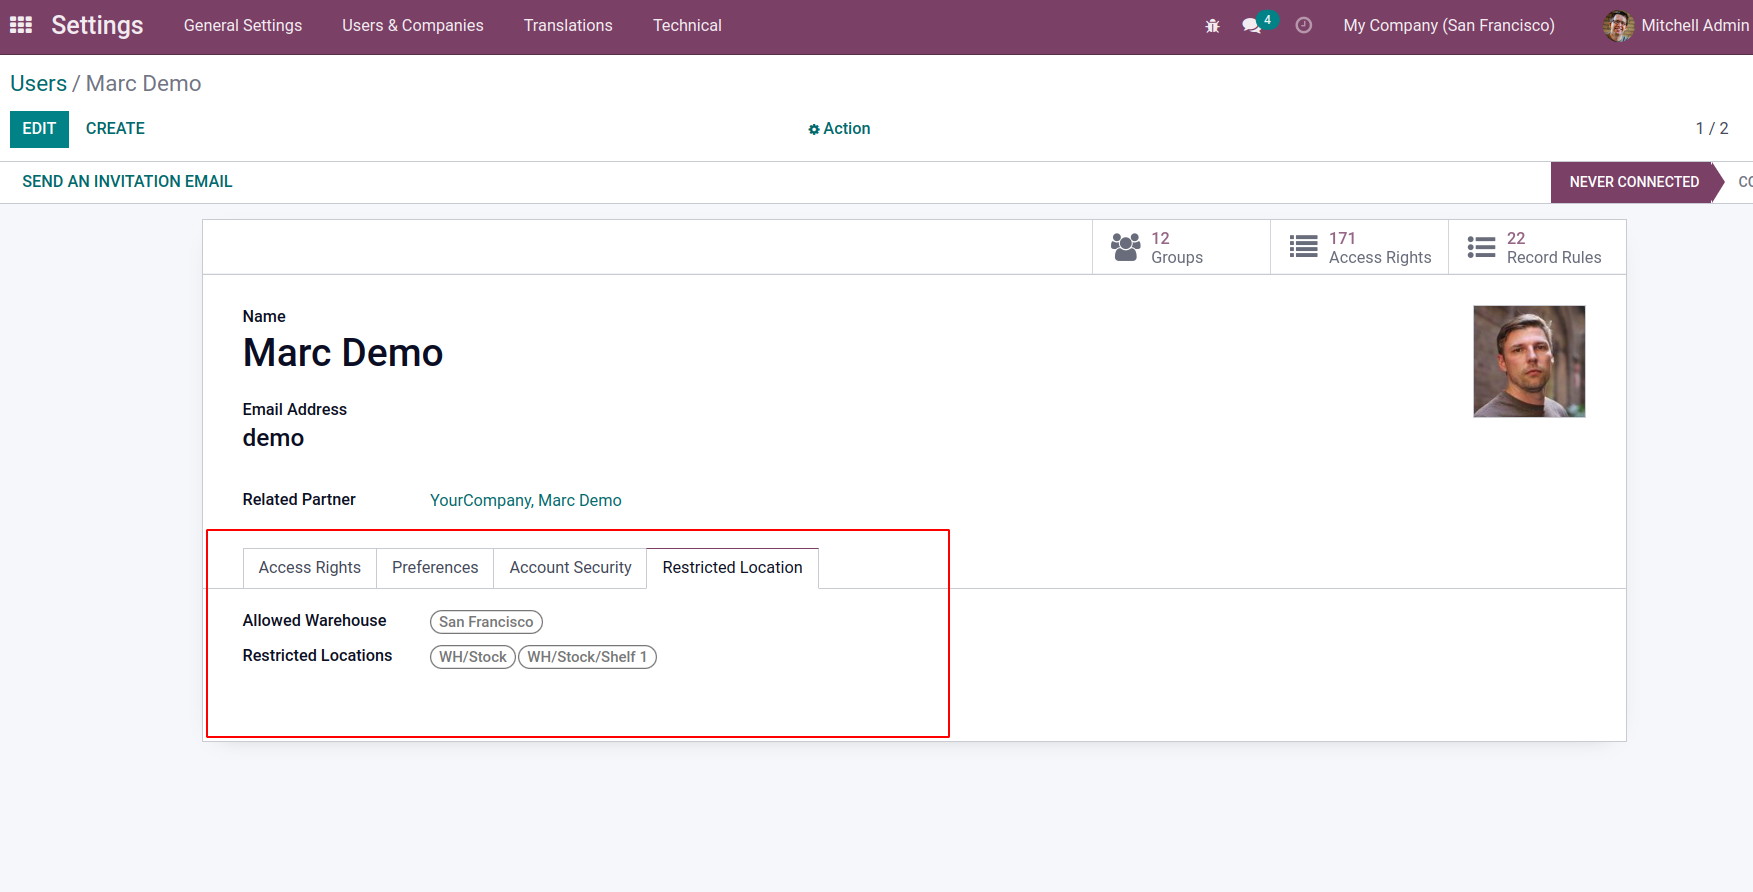 Settings General Settings Users & Companies Translations Technical 4 My Company (San Francisco) Mitchell Admin
Users / Marc Demo
EDIT CREATE Action 1 / 2
SEND AN INVITATION EMAIL NEVER CONNECTED CO
12 Groups
171 Access Rights
22 Record Rules
Name
Marc Demo
Email Address
demo
Related Partner YourCompany, Marc Demo
Access Rights Preferences Account Security Restricted Location
Allowed Warehouse San Francisco
Restricted Locations WH/Stock WH/Stock/Shelf 1